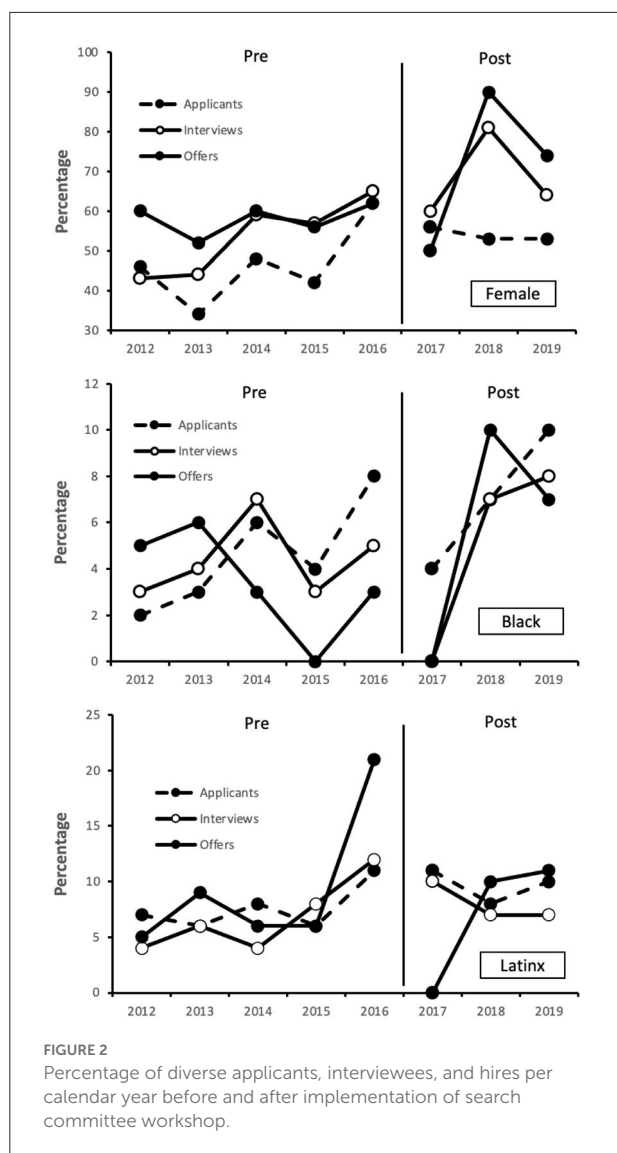 Pre Post
100
90
80
70
60
50
40
30
Percentage
Applicants
Interviews
Offers
Female
2012 2013 2014 2015 2016 2017 2018 2019
Pre Post
12
10
8
6
4
2
0
Percentage
Applicants
Interviews
Offers
Black
2012 2013 2014 2015 2016 2017 2018 2019
Pre Post
25
20
15
10
5
0
Percentage
Applicants
Interviews
Offers
Latinx
2012 2013 2014 2015 2016 2017 2018 2019
FIGURE 2
Percentage of diverse applicants, interviewees, and hires per
calendar year before and after implementation of search
committee workshop.